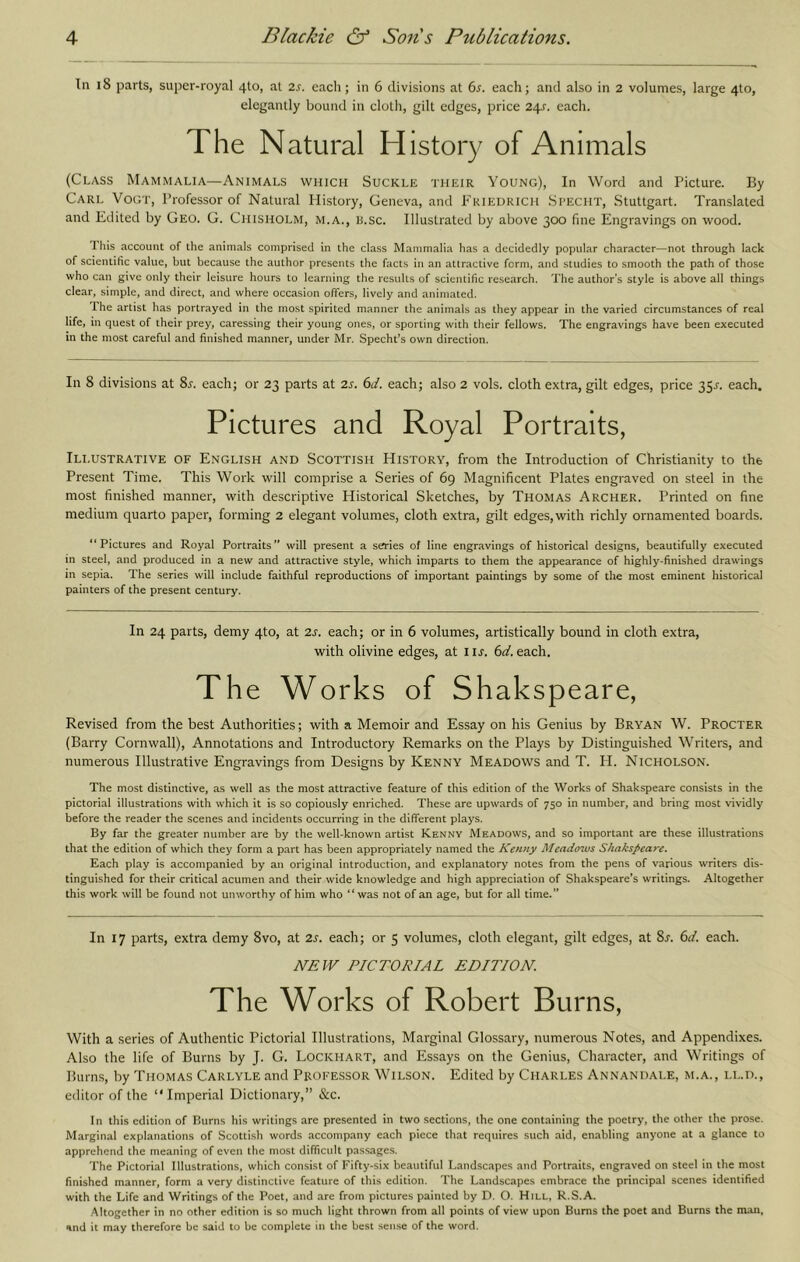 4 Blackie & Son's Publications.
In 18 parts, super-royal 4to, at 2s. each; in 6 divisions at 6s. each; and also in 2 volumes, large 4to,
elegantly bound in cloth, gilt edges, price 24s. each.
The Natural History of Animals
(Class Mammalia—Animals which Suckle their Young), In Word and Picture. By
Carl Vogt, Professor of Natural History, Geneva, and Friedrich Specht, Stuttgart. Translated
and Edited by Geo. G. Chisholm, M.A., B.Sc. Illustrated by above 300 fine Engravings on wood.
This account of the animals comprised in the class Mammalia has a decidedly popular character—not through lack
of scientific value, but because the author presents the facts in an attractive form, and studies to smooth the path of those
who can give only their leisure hours to learning the results of scientific research. The author's style is above all things
clear, simple, and direct, and where occasion offers, lively and animated.
The artist has portrayed in the most spirited manner the animals as they appear in the varied circumstances of real
life, in quest of their prey, caressing their young ones, or sporting with their fellows. The engravings have been executed
in the most careful and finished manner, under Mr. Specht's own direction.
In 8 divisions at 8s. each; or 23 parts at 2s. 6d. each; also 2 vols. cloth extra, gilt edges, price 35s. each.
Pictures and Royal Portraits,
Illustrative of English and Scottish History, from the Introduction of Christianity to the
Present Time. This Work will comprise a Series of 69 Magnificent Plates engraved on steel in the
most finished manner, with descriptive Historical Sketches, by Thomas Archer. Printed on fine
medium quarto paper, forming 2 elegant volumes, cloth extra, gilt edges, with richly ornamented boards.
"Pictures and Royal Portraits" will present a series of line engravings of historical designs, beautifully executed
in steel, and produced in a new and attractive style, which imparts to them the appearance of highly-finished drawings
in sepia. The series will include faithful reproductions of important paintings by some of the most eminent historical
painters of the present century.
In 24 parts, demy 4to, at 2s. each; or in 6 volumes, artistically bound in cloth extra,
with olivine edges, at 11s. 6d. each.
The Works of Shakspeare,
Revised from the best Authorities; with a Memoir and Essay on his Genius by Bryan W. Procter
(Barry Cornwall), Annotations and Introductory Remarks on the Plays by Distinguished Writers, and
numerous Illustrative Engravings from Designs by Kenny Meadows and T. H. Nicholson.
The most distinctive, as well as the most attractive feature of this edition of the Works of Shakspeare consists in the
pictorial illustrations with which it is so copiously enriched. These are upwards of 750 in number, and bring most vividly
before the reader the scenes and incidents occurring in the different plays.
By far the greater number are by the well-known artist Kenny Meadows, and so important are these illustrations
that the edition of which they form a part has been appropriately named the Kenny Meadows Shakspeare.
Each play is accompanied by an original introduction, and explanatory notes from the pens of various writers dis-
tinguished for their critical acumen and their wide knowledge and high appreciation of Shakspeare's writings. Altogether
this work will be found not unworthy of him who "was not of an age, but for all time."
In 17 parts, extra demy 8vo, at 2s. each; or 5 volumes, cloth elegant, gilt edges, at 8s. 6d. each.
NEW PICTORIAL EDITION.
The Works of Robert Burns,
With a series of Authentic Pictorial Illustrations, Marginal Glossary, numerous Notes, and Appendixes.
Also the life of Burns by J. G. Lockhart, and Essays on the Genius, Character, and Writings of
Burns, by Thomas Carlyle and Professor Wilson. Edited by Charles Annandale, M.A., LL.D.,
editor of the "Imperial Dictionary," &c.
In this edition of Burns his writings are presented in two sections, the one containing the poetry, the other the prose.
Marginal explanations of Scottish words accompany each piece that requires such aid, enabling anyone at a glance to
apprehend the meaning of even the most difficult passages.
The Pictorial Illustrations, which consist of Fifty-six beautiful Landscapes and Portraits, engraved on steel in the most
finished manner, form a very distinctive feature of this edition. The Landscapes embrace the principal scenes identified
with the Life and Writings of the Poet, and are from pictures painted by D. O. Hill, R.S.A.
Altogether in no other edition is so much light thrown from all points of view upon Burns the poet and Burns the man,
and it may therefore be said to be complete in the best sense of the word.